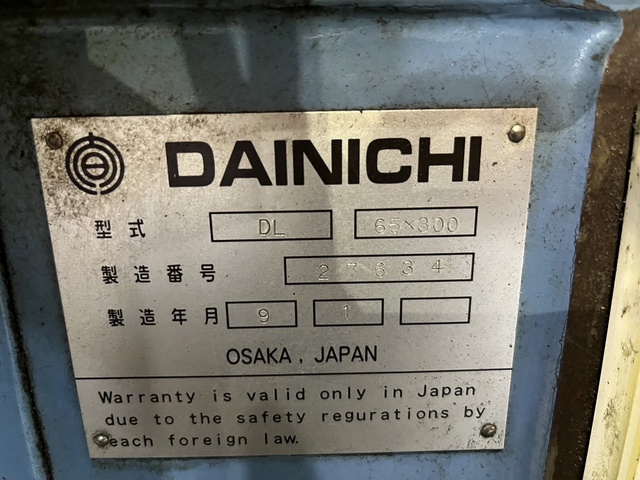 DAINICHI
型式 DL 65×300
製造番号 27634
製造年月 9 1
OSAKA, JAPAN
Warranty is valid only in Japan
due to the safety regurations by
each foreign law.